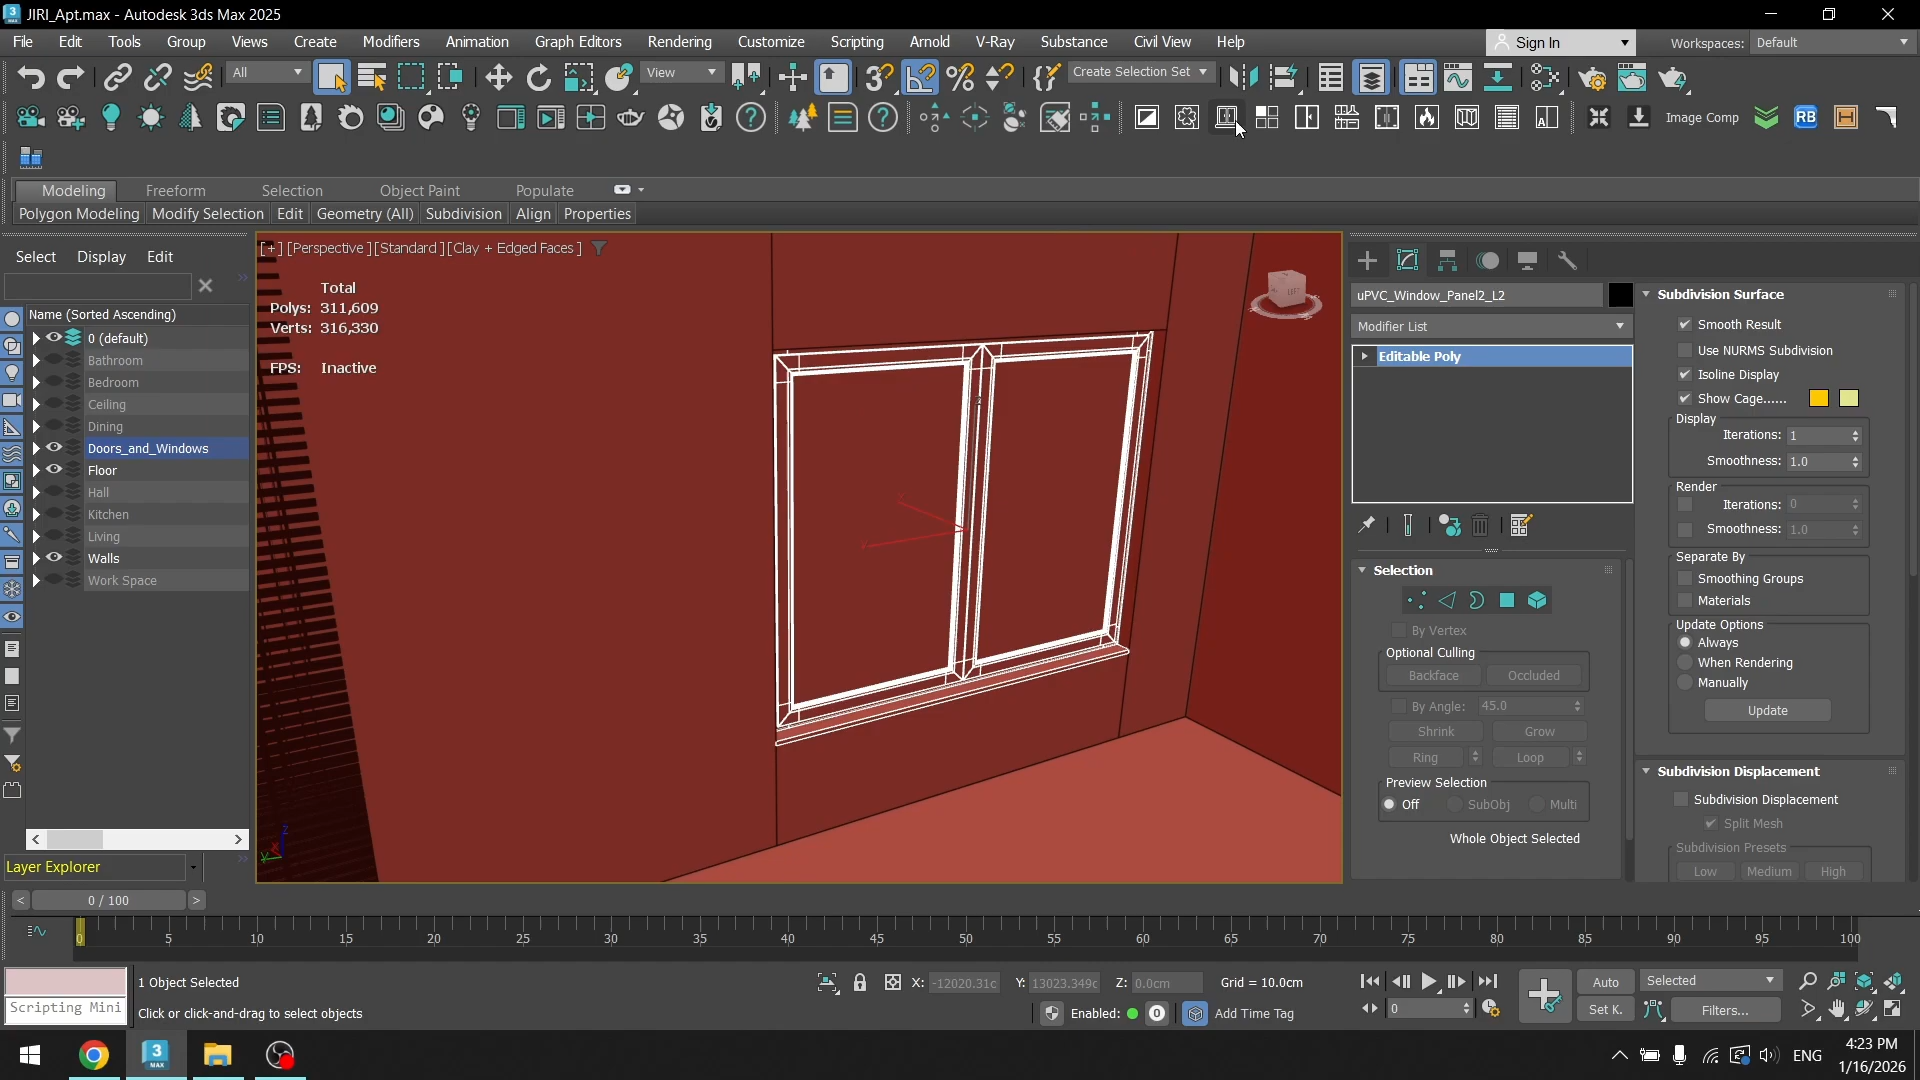 JIRI_Apt.max - Autodesk 3ds Max 2025
File Edit Tools Group Views Create Modifiers Animation Graph Editors Rendering Customize Scripting Arnold V-Ray Substance Civil View Help Sign In Workspaces: Default
All View Create Selection Set
Image Comp RB
Modeling Freeform Selection Object Paint Populate
Polygon Modeling Modify Selection Edit Geometry (All) Subdivision Align Properties
Select Display Edit
Name (Sorted Ascending)
0 (default)
Bathroom
Bedroom
Ceiling
Dining
Doors_and_Windows
Floor
Hall
Kitchen
Living
Walls
Work Space
Layer Explorer
[+] [Perspective ] [Standard ] [Clay + Edged Faces ]
Total
Polys: 311,609
Verts: 316,330
FPS: Inactive
LEFT
uPVC_Window_Panel2_L2
Modifier List
Editable Poly
Selection
By Vertex
Optional Culling
Backface Occluded
By Angle: 45.0
Shrink Grow
Ring Loop
Preview Selection
Off SubObj Multi
Whole Object Selected
Subdivision Surface
Smooth Result
Use NURMS Subdivision
Isoline Display
Show Cage......
Display
Iterations: 1
Smoothness: 1.0
Render
Iterations: 0
Smoothness: 1.0
Separate By
Smoothing Groups
Materials
Update Options
Always
When Rendering
Manually
Update
Subdivision Displacement
Subdivision Displacement
Split Mesh
Subdivision Presets
Low Medium High
< 0 / 100 >
0 5 10 15 20 25 30 35 40 45 50 55 60 65 70 75 80 85 90 95 100
1 Object Selected X: -12020.31c Y: 13023.349c Z: 0.0cm Grid = 10.0cm Auto Selected
Scripting Mini Click or click-and-drag to select objects Enabled: 0 Add Time Tag 0 Set K. Filters...
3 MAX ENG 4:23 PM
1/16/2026